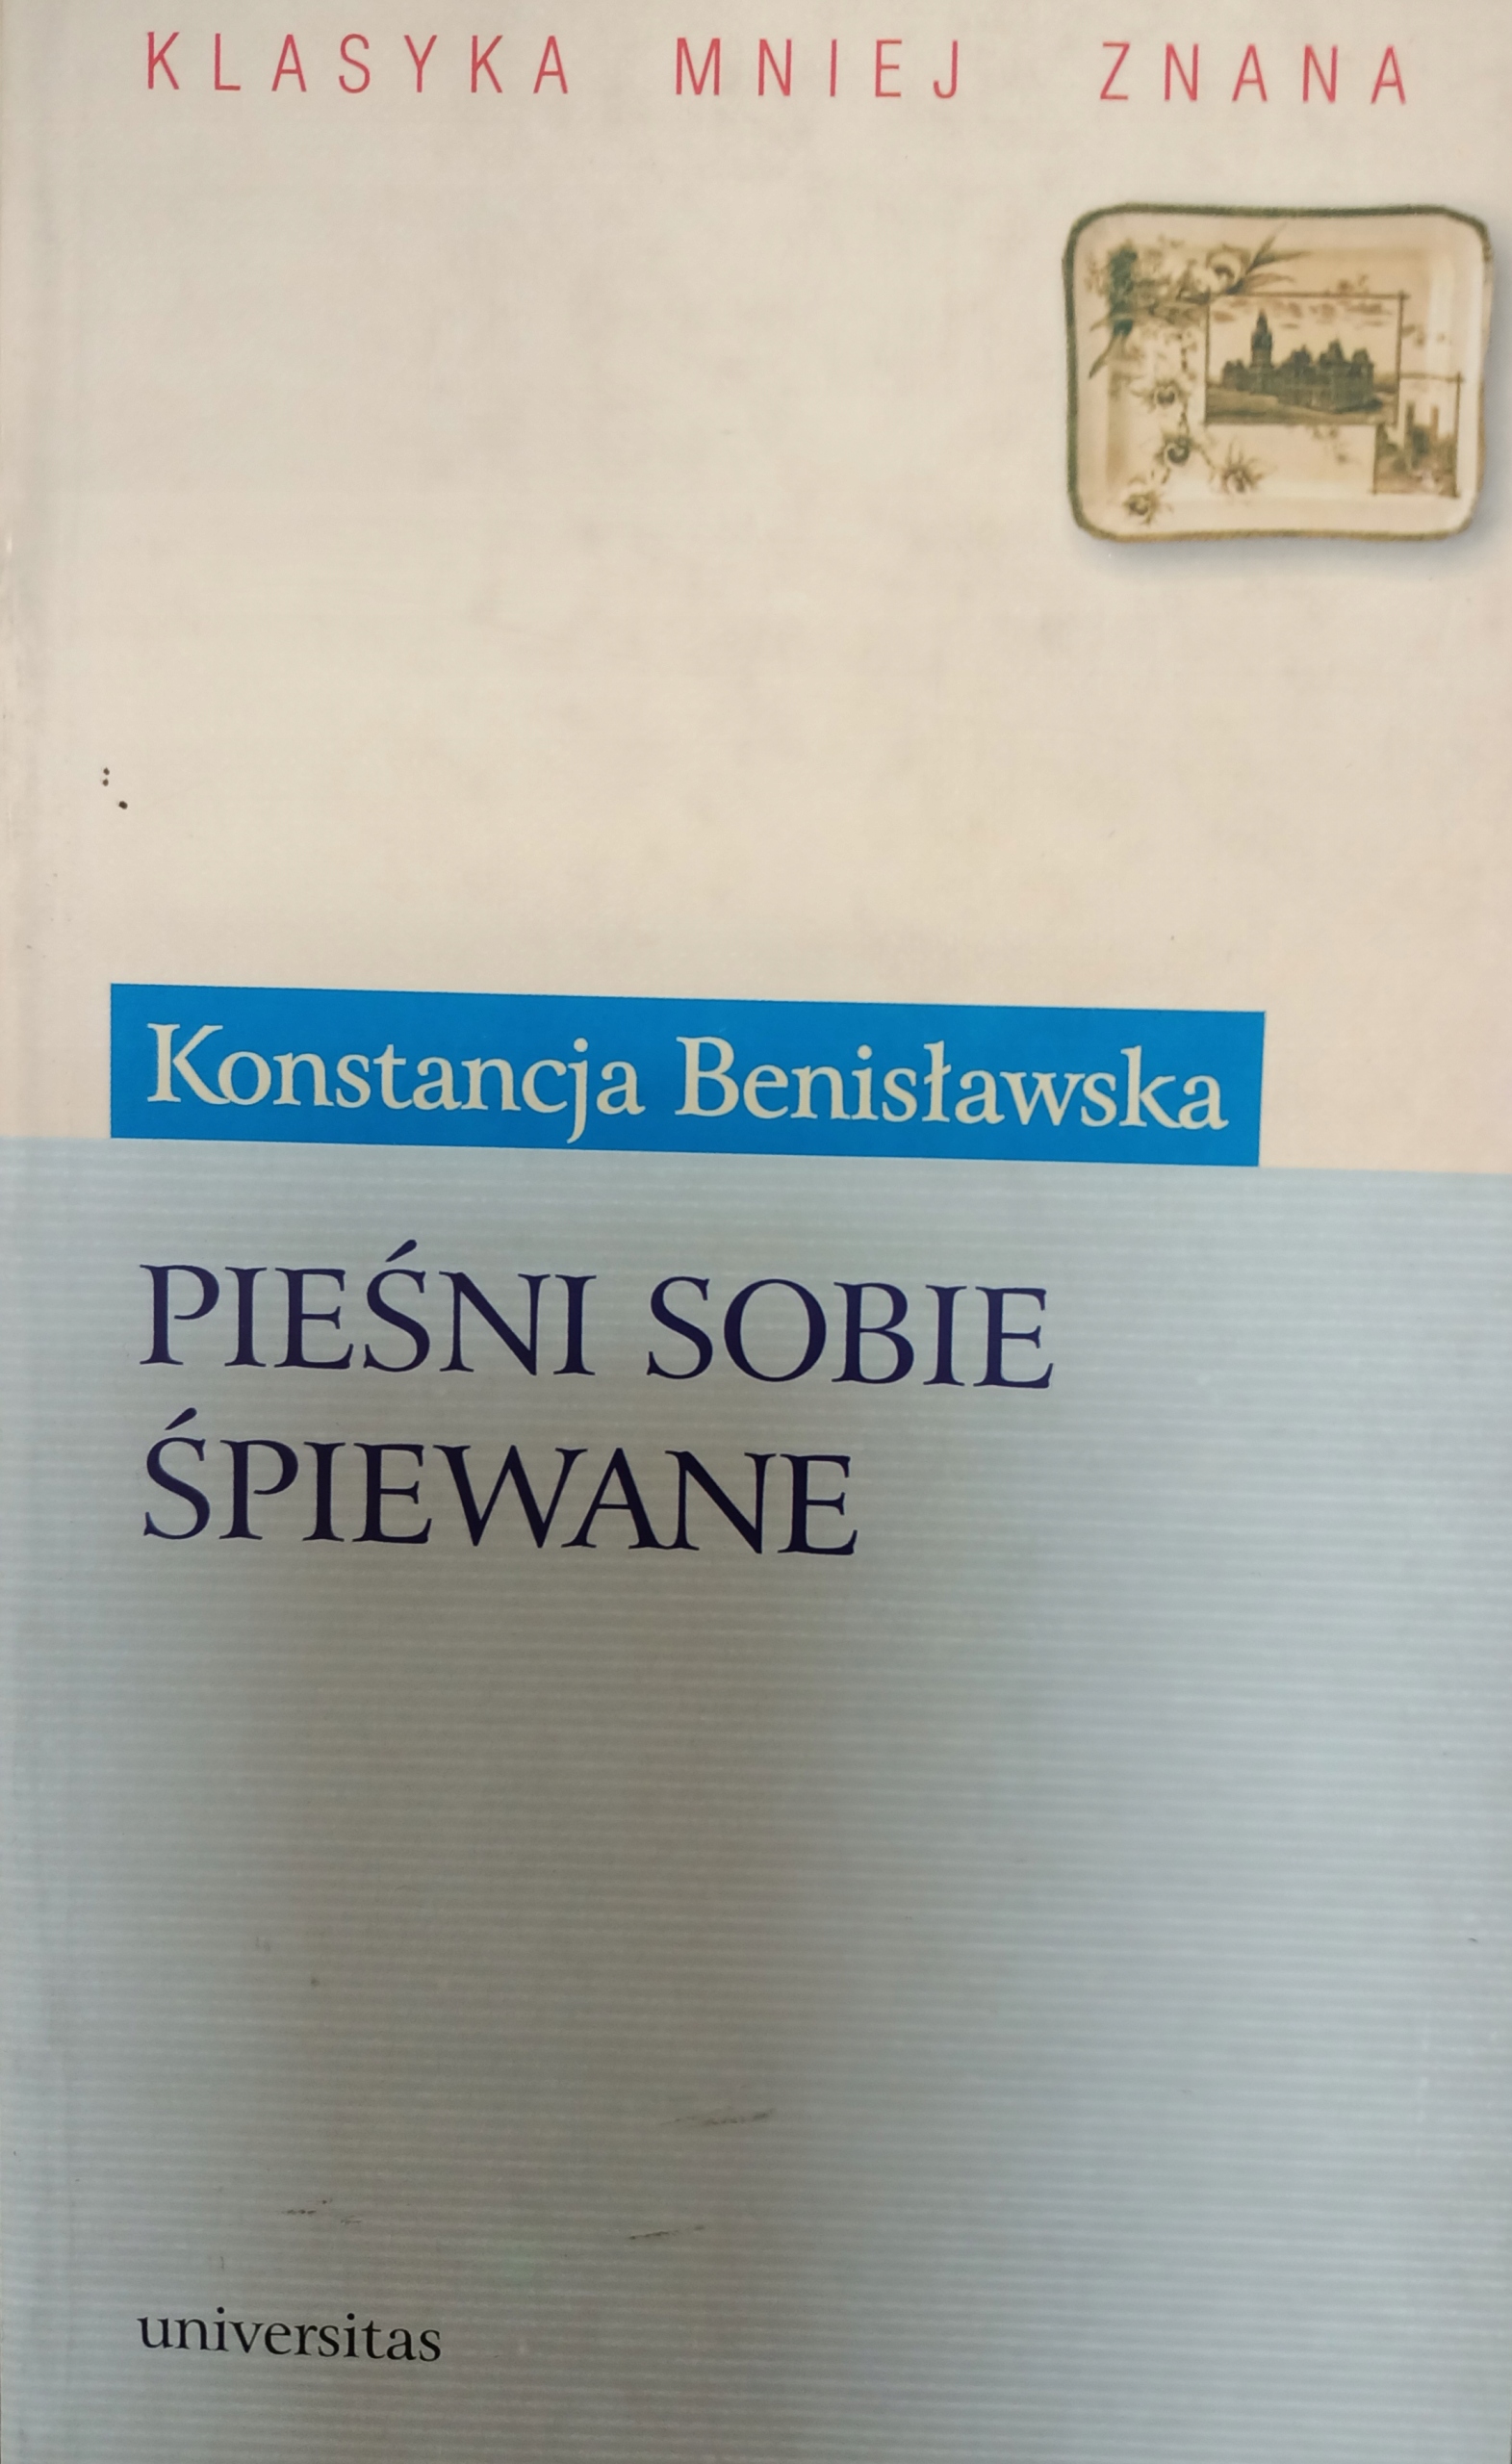 KLASYKA MNIEJ ZNANA
Konstancja Benisławska
PIEŚNI SOBIE
ŚPIEWANE
universitas